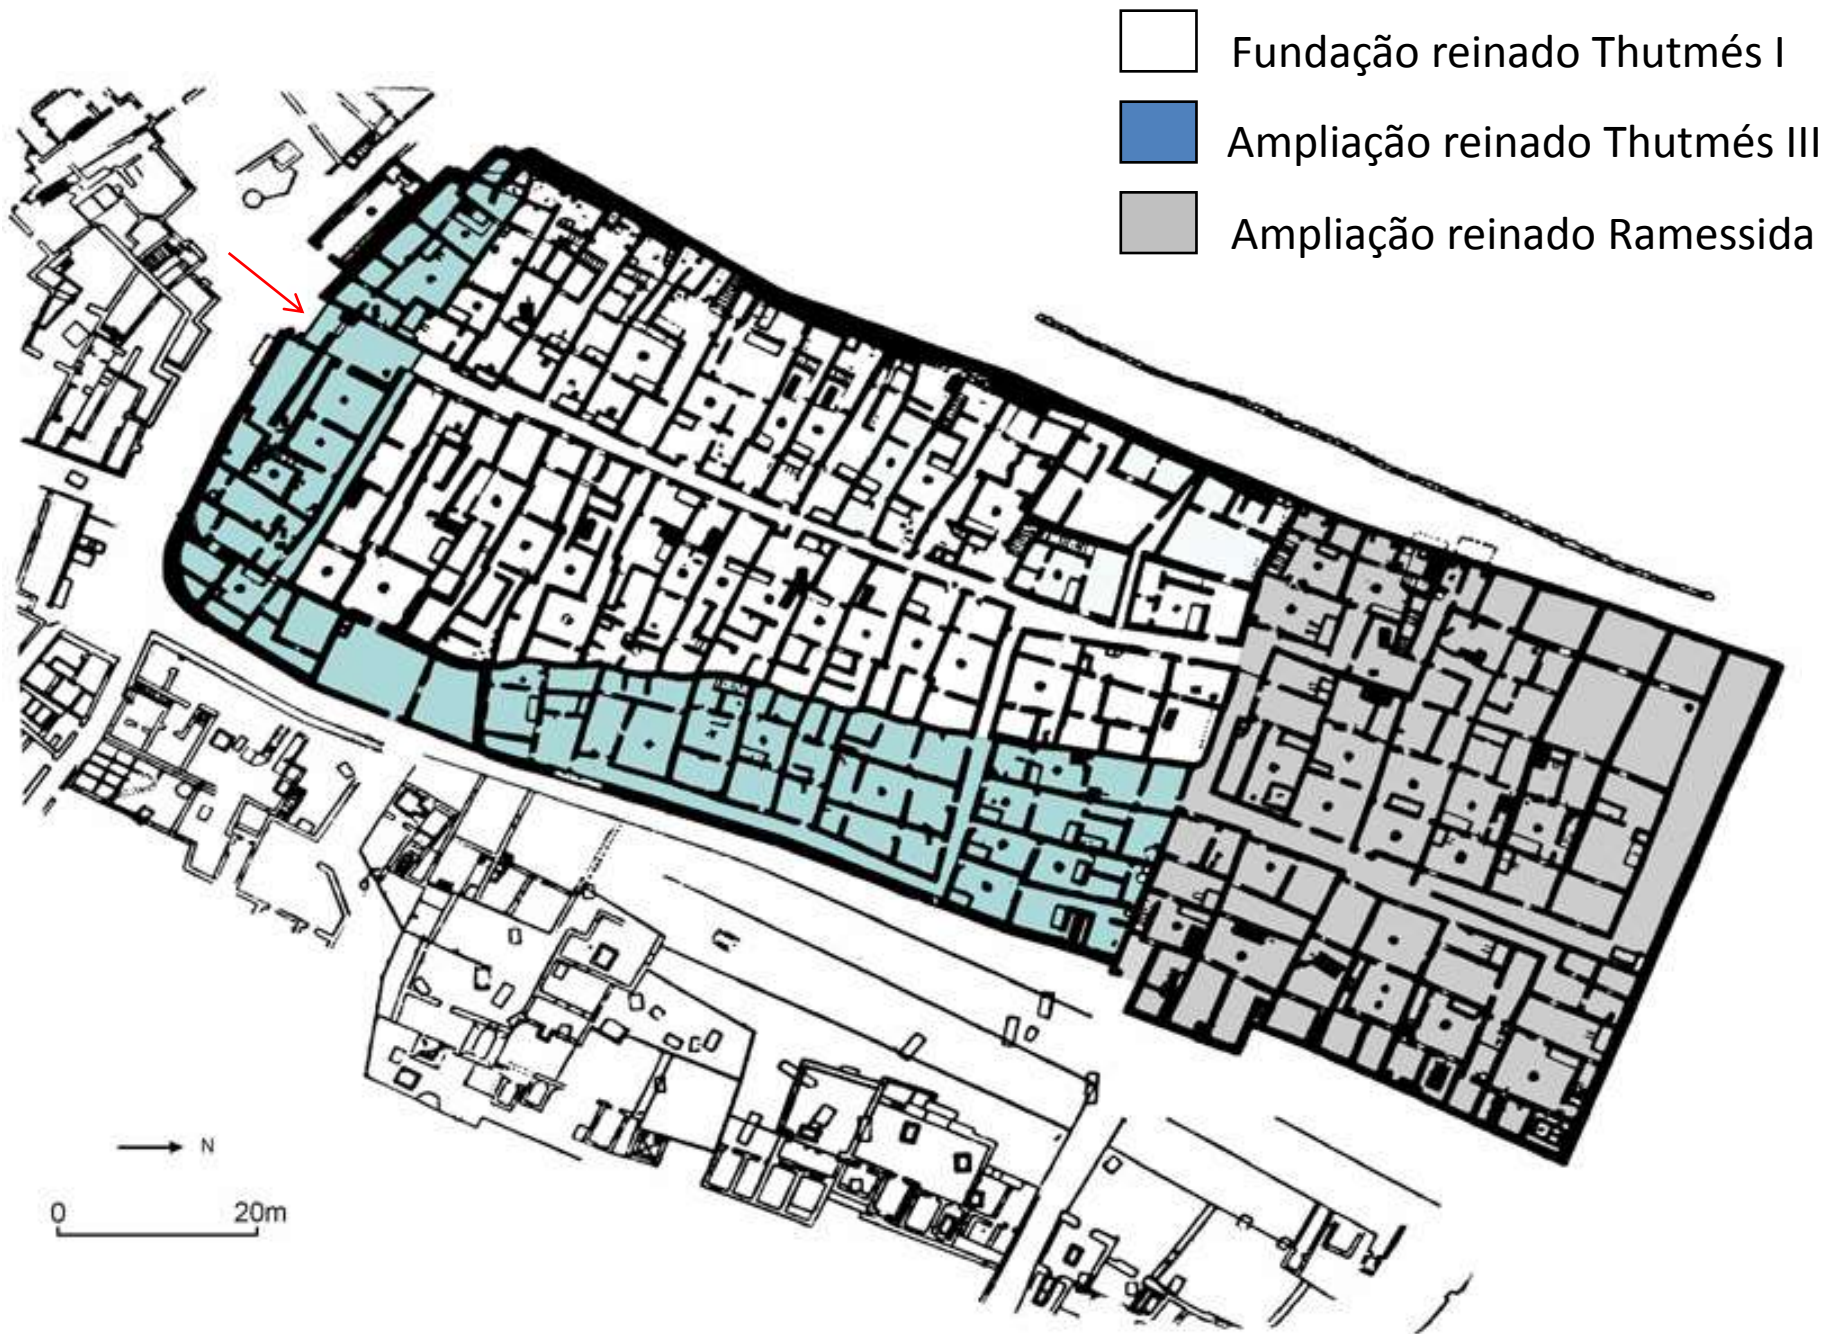 Fundação reinado Thutmés I
Ampliação reinado Thutmés III
Ampliação reinado Ramessida
N
0 20m